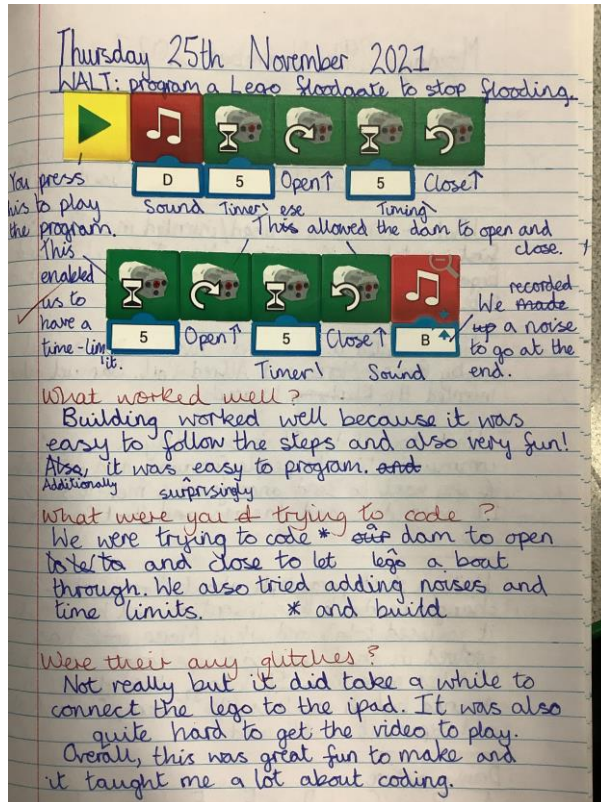 Thursday 25th November 2021
WALT: program a Lego floodgate to stop flooding.
D
5
5
Sound
Timer
ese
Open↑
Timing
Close↑
You press
this to play
the program.
This allowed the dam to open and
close.
This
enabled
us to
have a
time-lim
it.
5
Open↑
5
Close↑
B
Timer
Sound
We made recorded
up a noise
to go at the
end.
What worked well?
Building worked well because it was
easy to follow the steps and also very fun!
Also, it was easy to program. and
Additionally surprisingly
What were you trying to code?
We were trying to code * our dam to open
and close to let lego a boat
through. We also tried adding noises and
time limits. * and build
Were their any glitches?
Not really but it did take a while to
connect the lego to the ipad. It was also
quite hard to get the video to play.
Overall, this was great fun to make and
it taught me a lot about coding.